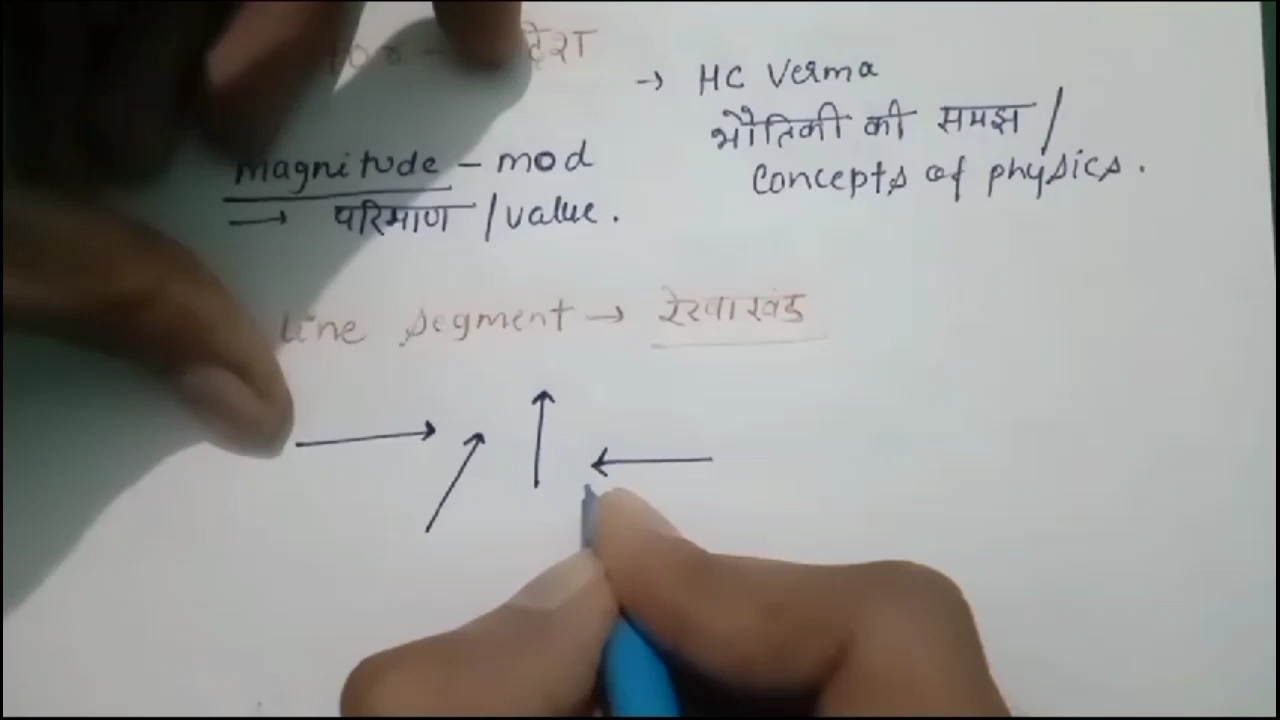 → HC Verma
भौतिकी की समझ /
concepts of physics.
magnitude - mod
→ परिमाण / value.
line segment → रेखाखंड